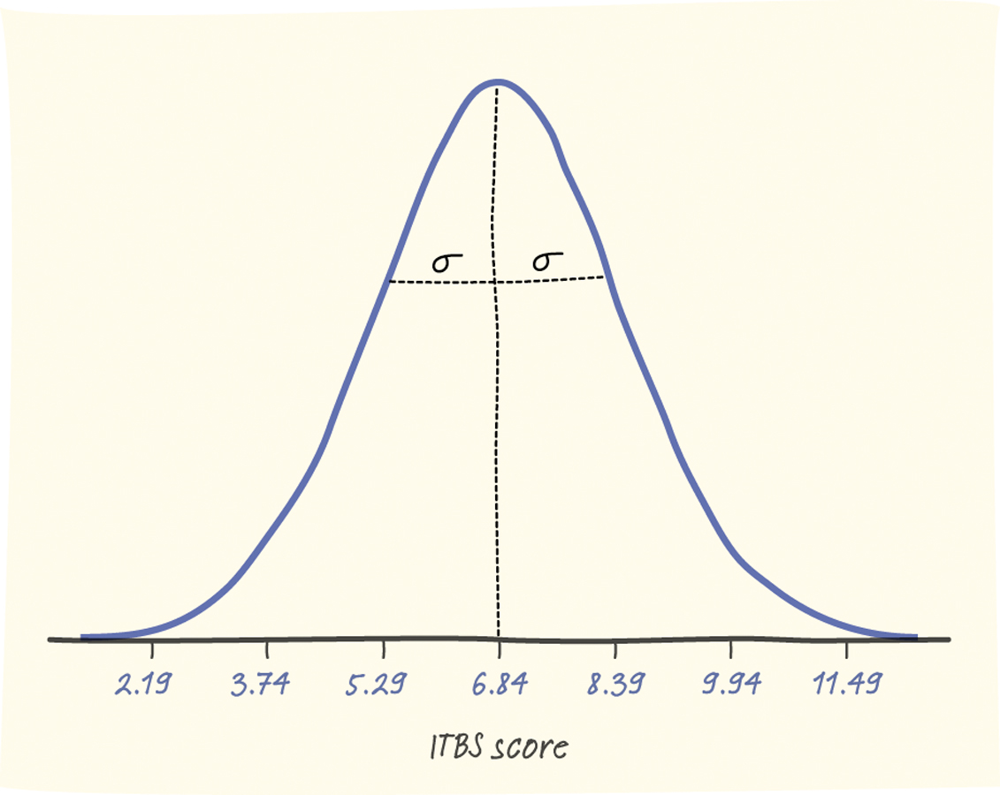 σ σ
2.19 3.74 5.29 6.84 8.39 9.94 11.49
ITBS score